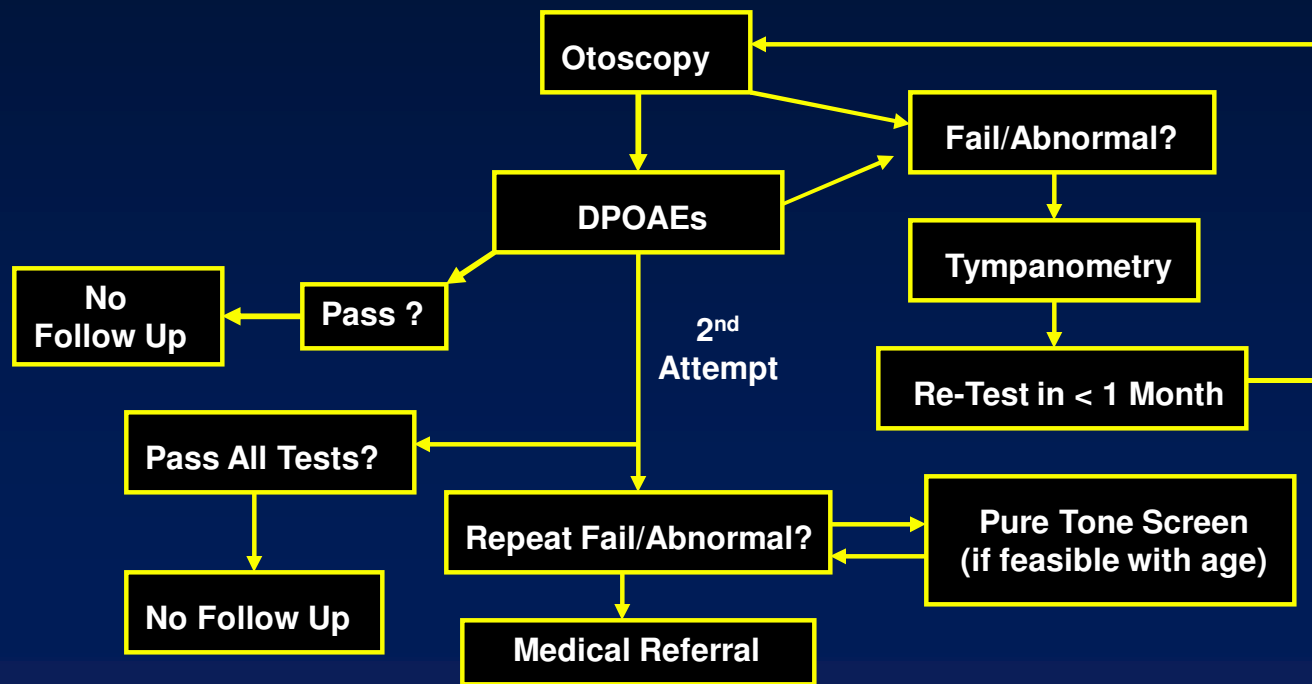 Otoscopy
Fail/Abnormal?
DPOAEs
Tympanometry
No
Follow Up
Pass ?
2nd
Attempt
Re-Test in < 1 Month
Pass All Tests?
Repeat Fail/Abnormal?
Pure Tone Screen
(if feasible with age)
No Follow Up
Medical Referral